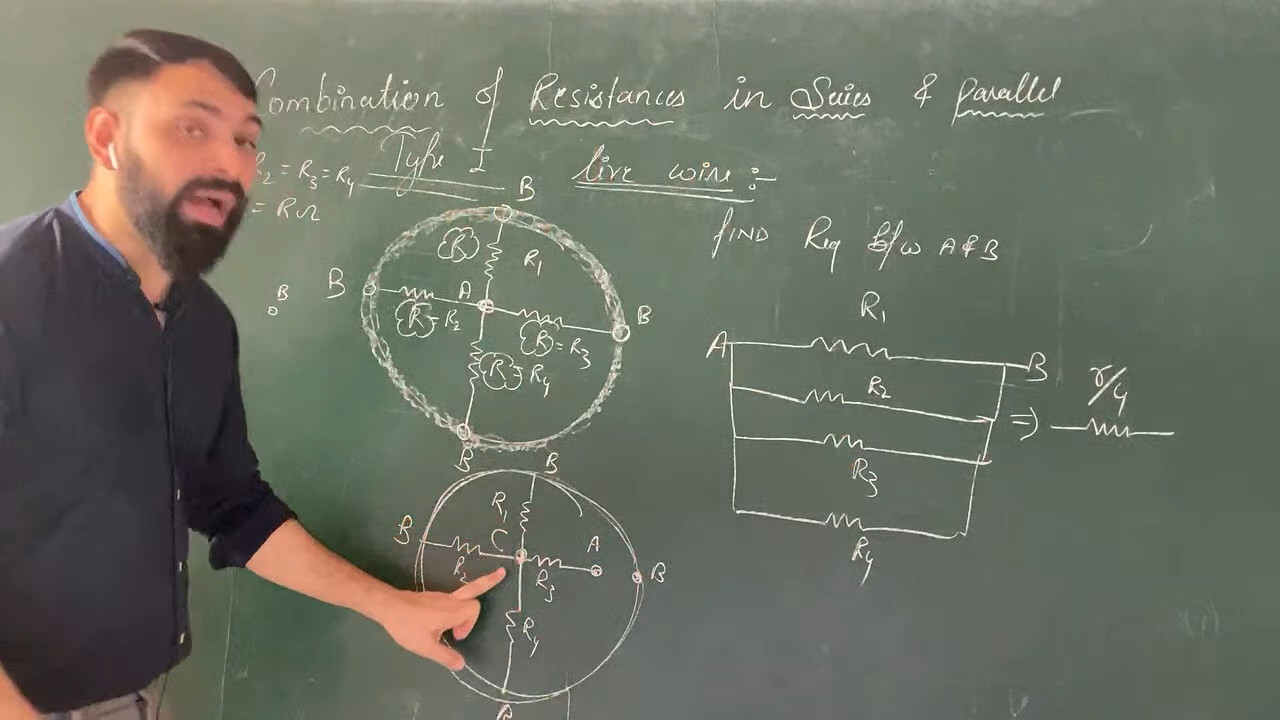 Combination of Resistances in Series & Parallel
Type I
live wire :-
R2 = R3 = R4
= RΩ
FIND Req b/w A & B
B
R
R1
B
B
A
R = R2
B
R = R3
R = R4
B
B
R1
B
C
A
R2
R3
B
R4
B
R1
A
B
R2
R3
R4
⇒ r/4